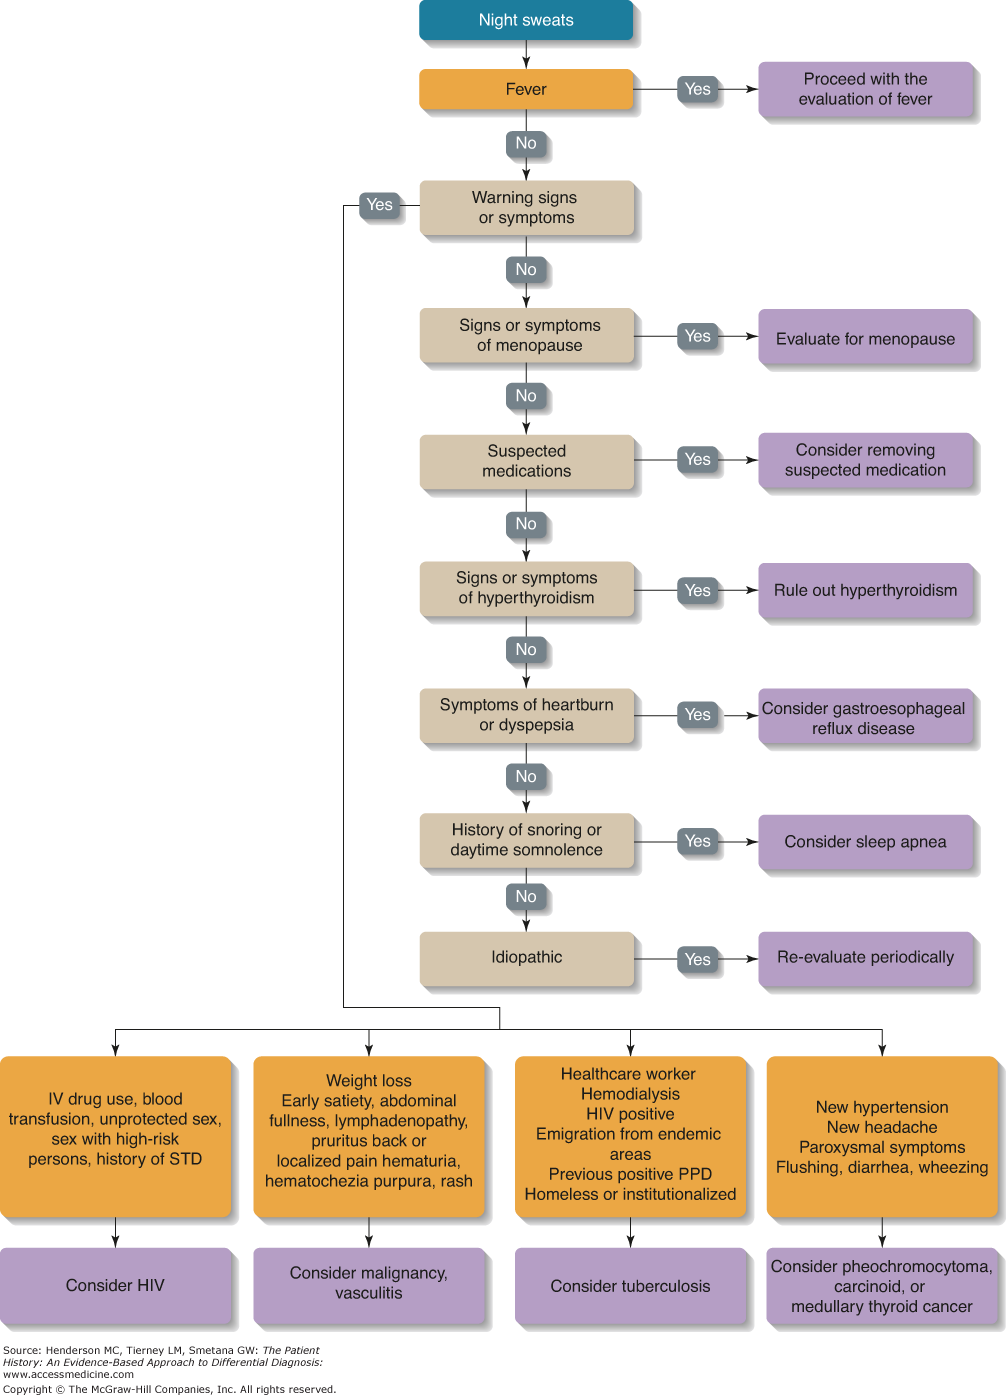 Night sweats
Fever
Yes
Proceed with the
evaluation of fever
No
Warning signs
or symptoms
Yes
No
Signs or symptoms
of menopause
Yes
Evaluate for menopause
No
Suspected
medications
Yes
Consider removing
suspected medication
No
Signs or symptoms
of hyperthyroidism
Yes
Rule out hyperthyroidism
No
Symptoms of heartburn
or dyspepsia
Yes
Consider gastroesophageal
reflux disease
No
History of snoring or
daytime somnolence
Yes
Consider sleep apnea
No
Idiopathic
Yes
Re-evaluate periodically
IV drug use, blood
transfusion, unprotected sex,
sex with high-risk
persons, history of STD
Weight loss
Early satiety, abdominal
fullness, lymphadenopathy,
pruritus back or
localized pain hematuria,
hematochezia purpura, rash
Healthcare worker
Hemodialysis
HIV positive
Emigration from endemic
areas
Previous positive PPD
Homeless or institutionalized
New hypertension
New headache
Paroxysmal symptoms
Flushing, diarrhea, wheezing
Consider HIV
Consider malignancy,
vasculitis
Consider tuberculosis
Consider pheochromocytoma,
carcinoid, or
medullary thyroid cancer
Source: Henderson MC, Tierney LM, Smetana GW: The Patient
History: An Evidence-Based Approach to Differential Diagnosis:
www.accessmedicine.com
Copyright © The McGraw-Hill Companies, Inc. All rights reserved.